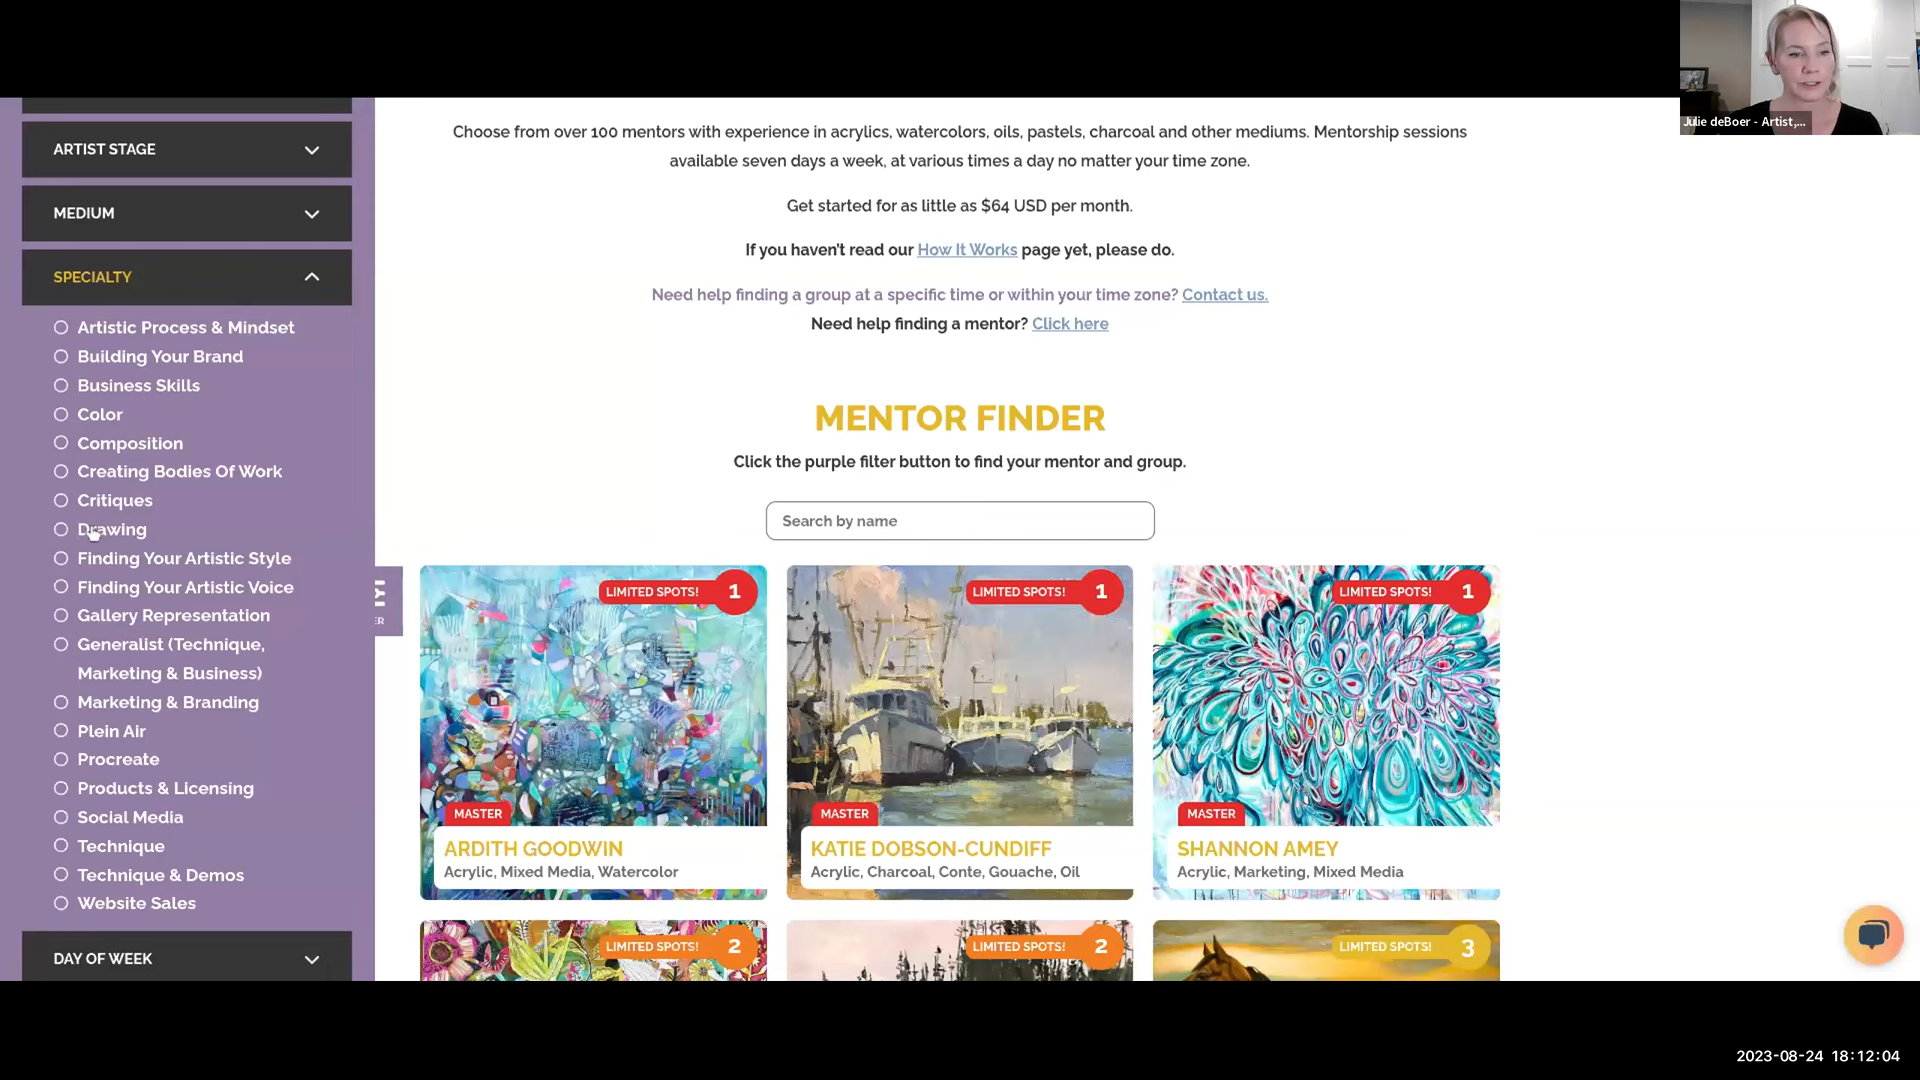 Julie deBoer - Artist,...
ARTIST STAGE
MEDIUM
SPECIALTY
Artistic Process & Mindset
Building Your Brand
Business Skills
Color
Composition
Creating Bodies Of Work
Critiques
Drawing
Finding Your Artistic Style
Finding Your Artistic Voice
Gallery Representation
Generalist (Technique,
Marketing & Business)
Marketing & Branding
Plein Air
Procreate
Products & Licensing
Social Media
Technique
Technique & Demos
Website Sales
DAY OF WEEK
Choose from over 100 mentors with experience in acrylics, watercolors, oils, pastels, charcoal and other mediums. Mentorship sessions
available seven days a week, at various times a day no matter your time zone.
Get started for as little as $64 USD per month.
If you haven't read our How It Works page yet, please do.
Need help finding a group at a specific time or within your time zone? Contact us.
Need help finding a mentor? Click here
MENTOR FINDER
Click the purple filter button to find your mentor and group.
Search by name
ER
LIMITED SPOTS! 1
MASTER
ARDITH GOODWIN
Acrylic, Mixed Media, Watercolor
LIMITED SPOTS! 1
MASTER
KATIE DOBSON-CUNDIFF
Acrylic, Charcoal, Conte, Gouache, Oil
LIMITED SPOTS! 1
MASTER
SHANNON AMEY
Acrylic, Marketing, Mixed Media
LIMITED SPOTS! 2
LIMITED SPOTS! 2
LIMITED SPOTS! 3
2023-08-24 18:12:04